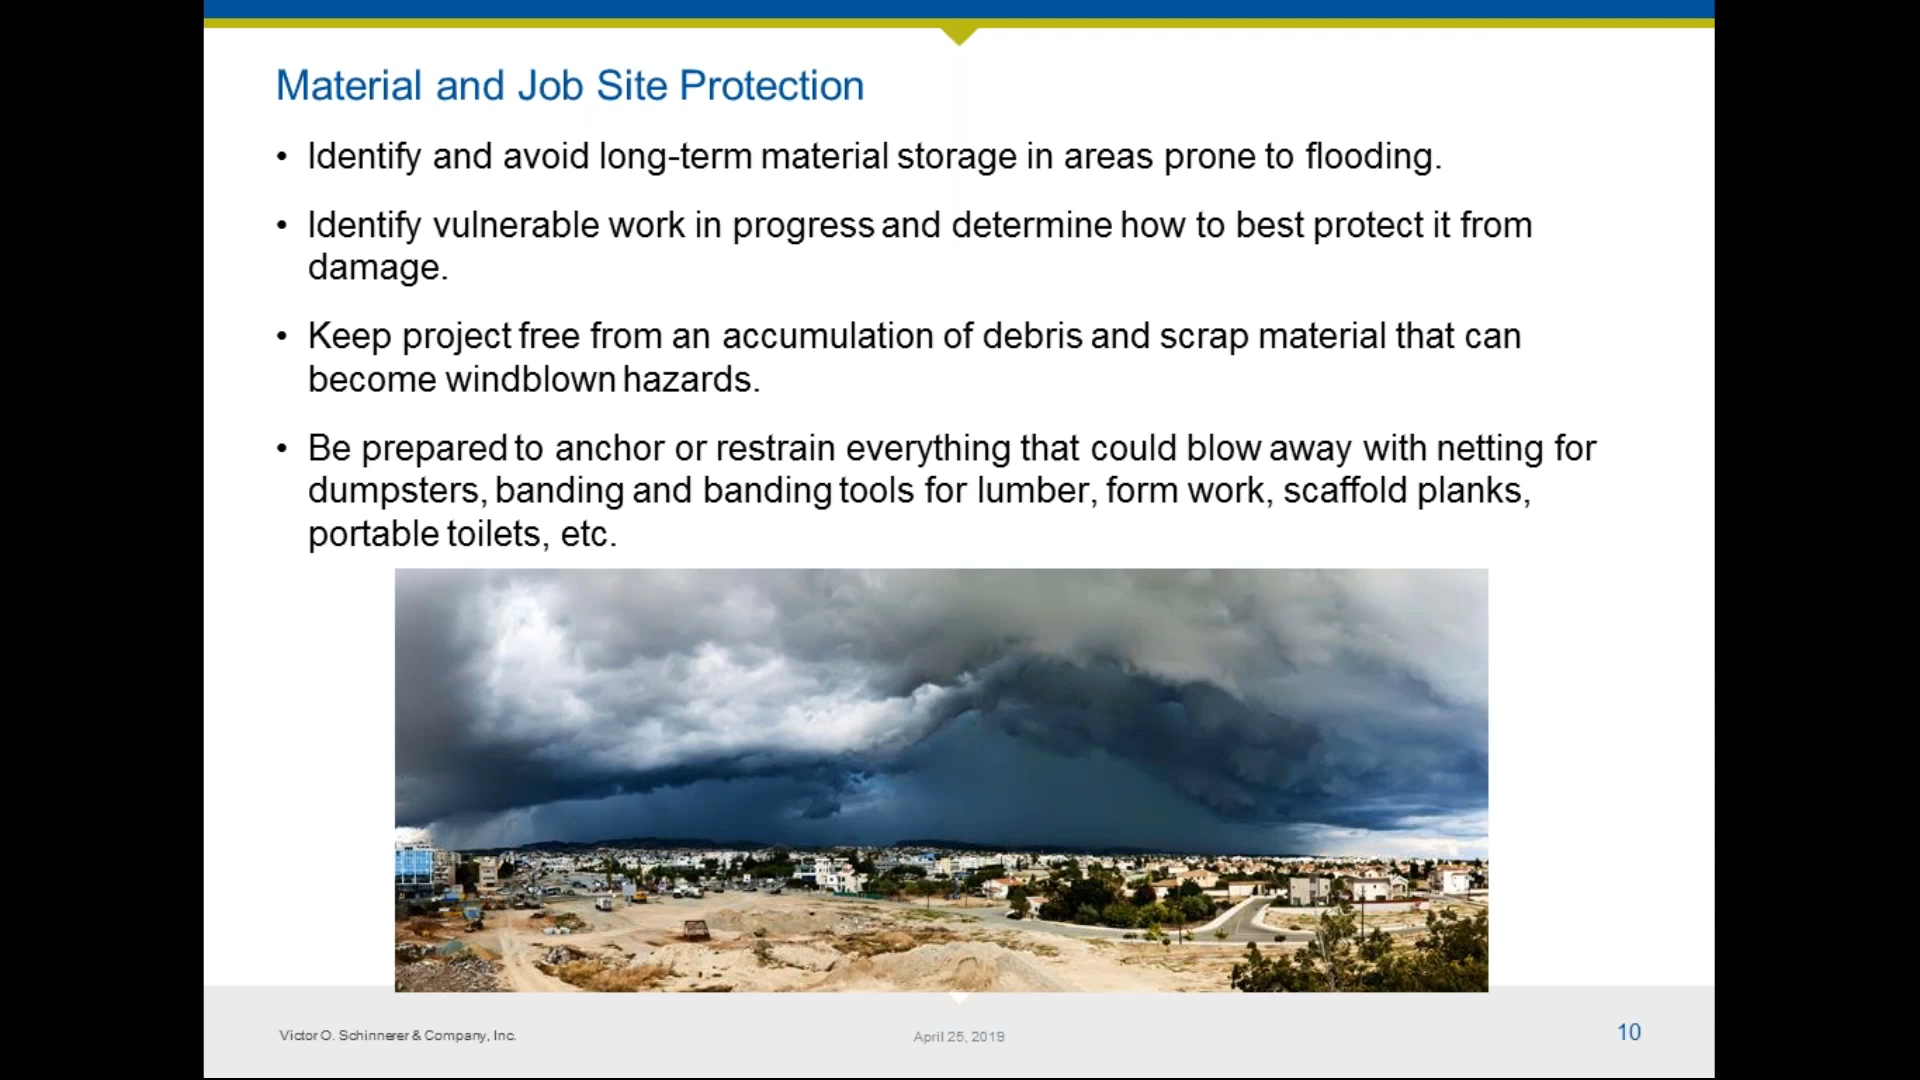 Material and Job Site Protection
• Identify and avoid long-term material storage in areas prone to flooding.
• Identify vulnerable work in progress and determine how to best protect it from
damage.
• Keep project free from an accumulation of debris and scrap material that can
become windblown hazards.
• Be prepared to anchor or restrain everything that could blow away with netting for
dumpsters, banding and banding tools for lumber, form work, scaffold planks,
portable toilets, etc.
Victor O. Schinnerer & Company, Inc.
April 25, 2019
10